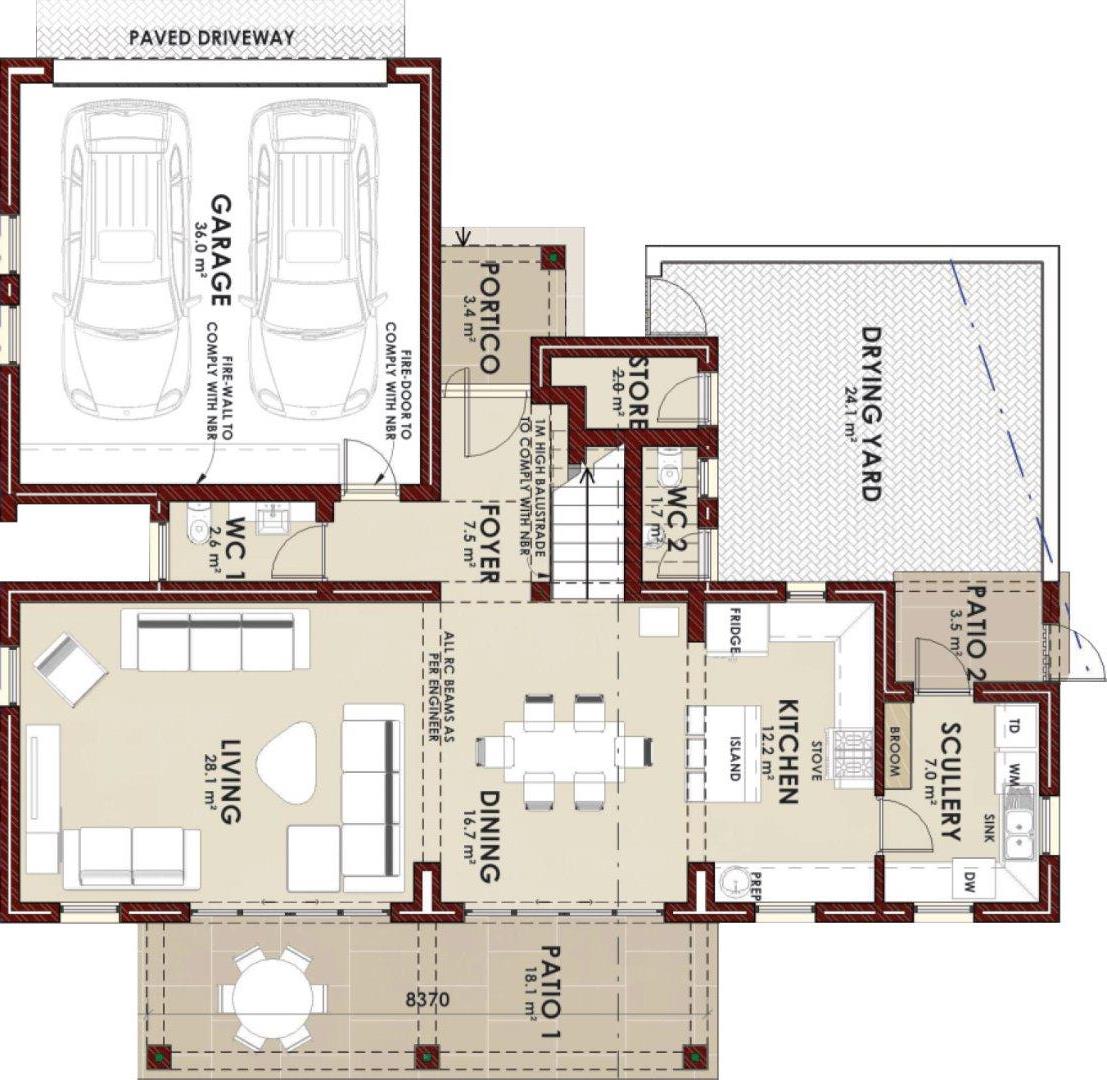 PAVED DRIVEWAY
GARAGE
36.0 m²
FIRE-WALL TO
COMPLY WITH NBR
FIRE-DOOR TO
COMPLY WITH NBR
PORTICO
3.4 m²
STORE
2.0 m²
DRYING YARD
24.1 m²
1M HIGH BALUSTRADE
TO COMPLY WITH NBR
WC 1
2.6 m²
FOYER
7.5 m²
WC 2
1.7 m²
PATIO 2
3.5 m²
FRIDGE
ALL RC BEAMS AS
PER ENGINEER
LIVING
28.1 m²
DINING
16.7 m²
ISLAND
KITCHEN
12.2 m²
STOVE
BROOM
SCULLERY
7.0 m²
TD
WM
SINK
DW
PREP
PATIO 1
18.1 m²
8370